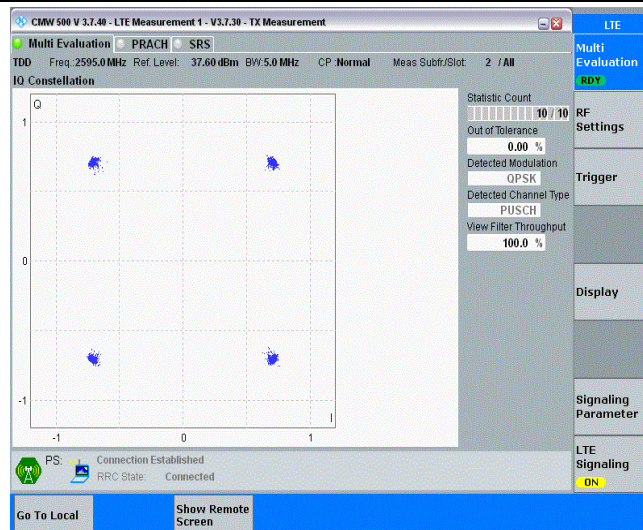 CMW 500 V 3.7.40 - LTE Measurement 1 - V3.7.30 - TX Measurement
LTE
Multi Evaluation PRACH SRS
Multi
Evaluation
RDY
TDD Freq.:2595.0 MHz Ref. Level: 37.60 dBm BW:5.0 MHz CP :Normal Meas Subfr./Slot: 2 / All
IQ Constellation
Q
1
0
-1
-1 0 1
I
Statistic Count
10 / 10
Out of Tolerance
0.00 %
Detected Modulation
QPSK
Detected Channel Type
PUSCH
View Filter Throughput
100.0 %
RF
Settings
Trigger
Display
Signaling
Parameter
LTE
Signaling
ON
PS: Connection Established
RRC State: Connected
Go To Local
Show Remote
Screen